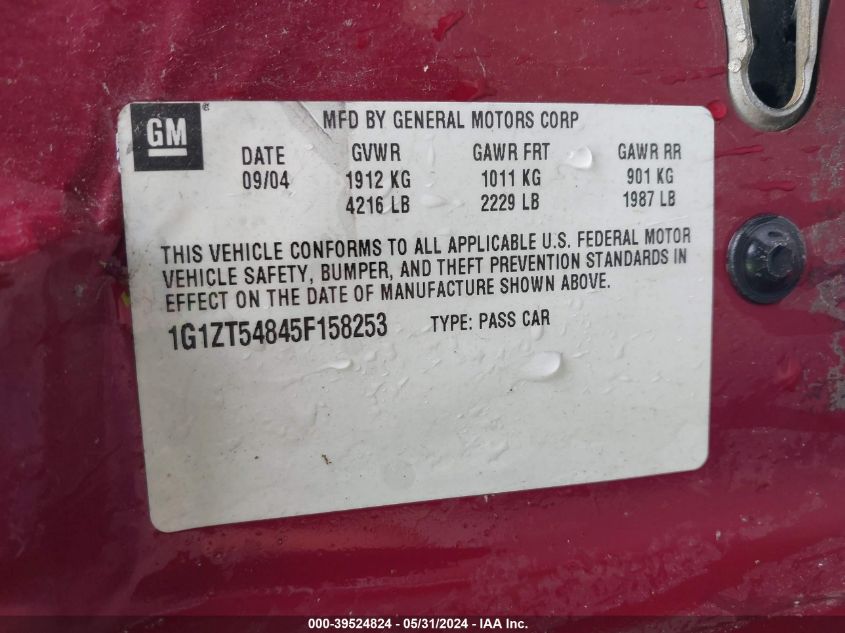 GM
MFD BY GENERAL MOTORS CORP
DATE GVWR GAWR FRT GAWR RR
09/04 1912 KG 1011 KG 901 KG
4216 LB 2229 LB 1987 LB
THIS VEHICLE CONFORMS TO ALL APPLICABLE U.S. FEDERAL MOTOR
VEHICLE SAFETY, BUMPER, AND THEFT PREVENTION STANDARDS IN
EFFECT ON THE DATE OF MANUFACTURE SHOWN ABOVE.
1G1ZT54845F158253 TYPE: PASS CAR
000-39524824 - 05/31/2024 - IAA Inc.